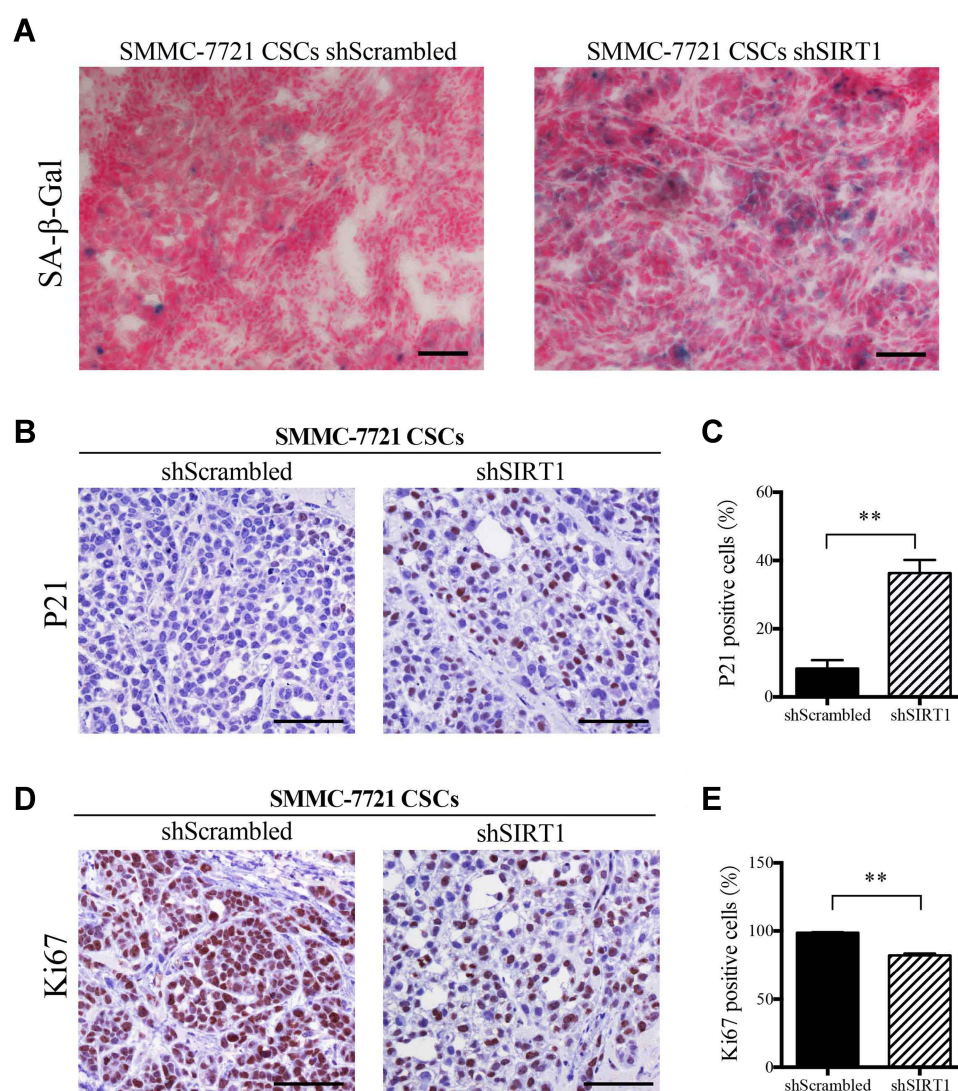 A
SMMC-7721 CSCs shScrambled
SMMC-7721 CSCs shSIRT1
SA-β-Gal
B
SMMC-7721 CSCs
shScrambled
shSIRT1
P21
C
P21 positive cells (%)
60
40
20
0
**
shScrambled
shSIRT1
D
SMMC-7721 CSCs
shScrambled
shSIRT1
Ki67
E
Ki67 positive cells (%)
150
100
50
0
**
shScrambled
shSIRT1